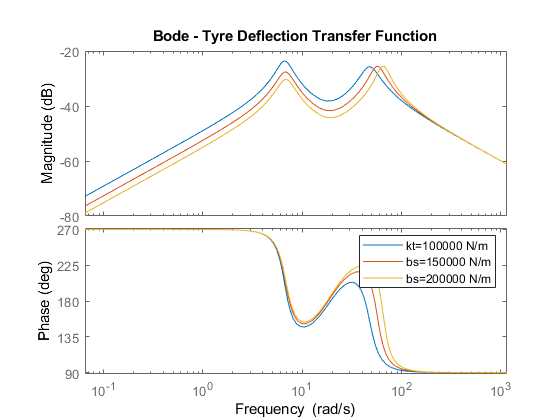 Bode - Tyre Deflection Transfer Function
Magnitude (dB)
-20
-40
-60
-80
Phase (deg)
270
225
180
135
90
kt=100000 N/m
bs=150000 N/m
bs=200000 N/m
10^-1
10^0
10^1
10^2
10^3
Frequency (rad/s)